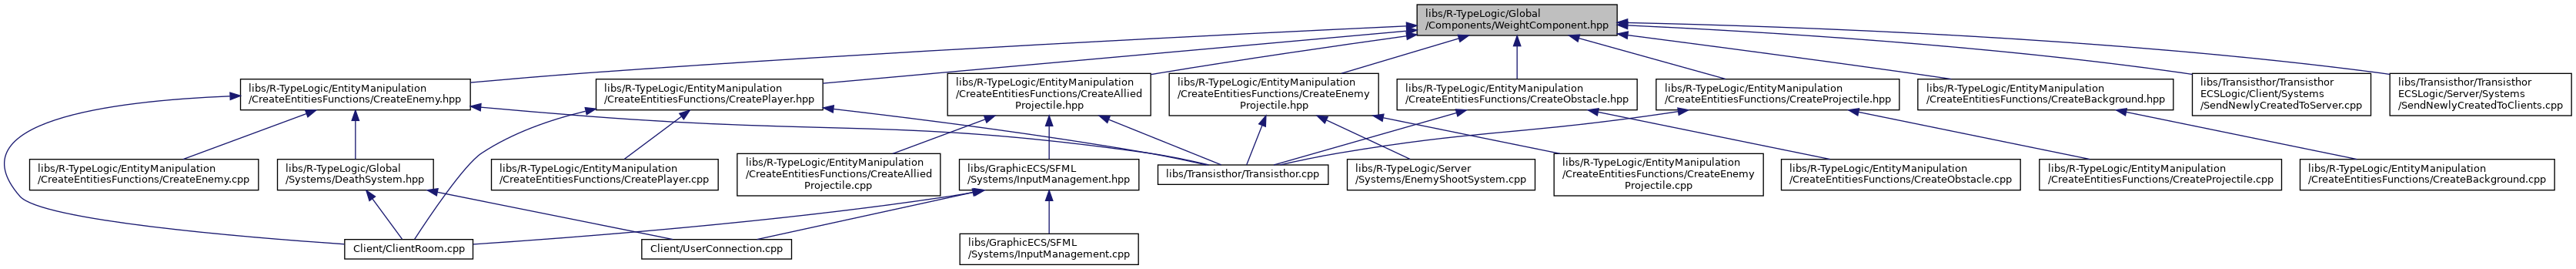 libs/R-TypeLogic/Global
/Components/WeightComponent.hpp
libs/R-TypeLogic/EntityManipulation
/CreateEntitiesFunctions/CreateEnemy.hpp
libs/R-TypeLogic/EntityManipulation
/CreateEntitiesFunctions/CreatePlayer.hpp
libs/R-TypeLogic/EntityManipulation
/CreateEntitiesFunctions/CreateAllied
Projectile.hpp
libs/R-TypeLogic/EntityManipulation
/CreateEntitiesFunctions/CreateEnemy
Projectile.hpp
libs/R-TypeLogic/EntityManipulation
/CreateEntitiesFunctions/CreateObstacle.hpp
libs/R-TypeLogic/EntityManipulation
/CreateEntitiesFunctions/CreateProjectile.hpp
libs/R-TypeLogic/EntityManipulation
/CreateEntitiesFunctions/CreateBackground.hpp
libs/Transisthor/Transisthor
ECSLogic/Client/Systems
/SendNewlyCreatedToServer.cpp
libs/Transisthor/Transisthor
ECSLogic/Server/Systems
/SendNewlyCreatedToClients.cpp
libs/R-TypeLogic/EntityManipulation
/CreateEntitiesFunctions/CreateEnemy.cpp
libs/R-TypeLogic/Global
/Systems/DeathSystem.hpp
libs/R-TypeLogic/EntityManipulation
/CreateEntitiesFunctions/CreatePlayer.cpp
libs/R-TypeLogic/EntityManipulation
/CreateEntitiesFunctions/CreateAllied
Projectile.cpp
libs/GraphicECS/SFML
/Systems/InputManagement.hpp
libs/Transisthor/Transisthor.cpp
libs/R-TypeLogic/Server
/Systems/EnemyShootSystem.cpp
libs/R-TypeLogic/EntityManipulation
/CreateEntitiesFunctions/CreateEnemy
Projectile.cpp
libs/R-TypeLogic/EntityManipulation
/CreateEntitiesFunctions/CreateObstacle.cpp
libs/R-TypeLogic/EntityManipulation
/CreateEntitiesFunctions/CreateProjectile.cpp
libs/R-TypeLogic/EntityManipulation
/CreateEntitiesFunctions/CreateBackground.cpp
Client/ClientRoom.cpp
Client/UserConnection.cpp
libs/GraphicECS/SFML
/Systems/InputManagement.cpp